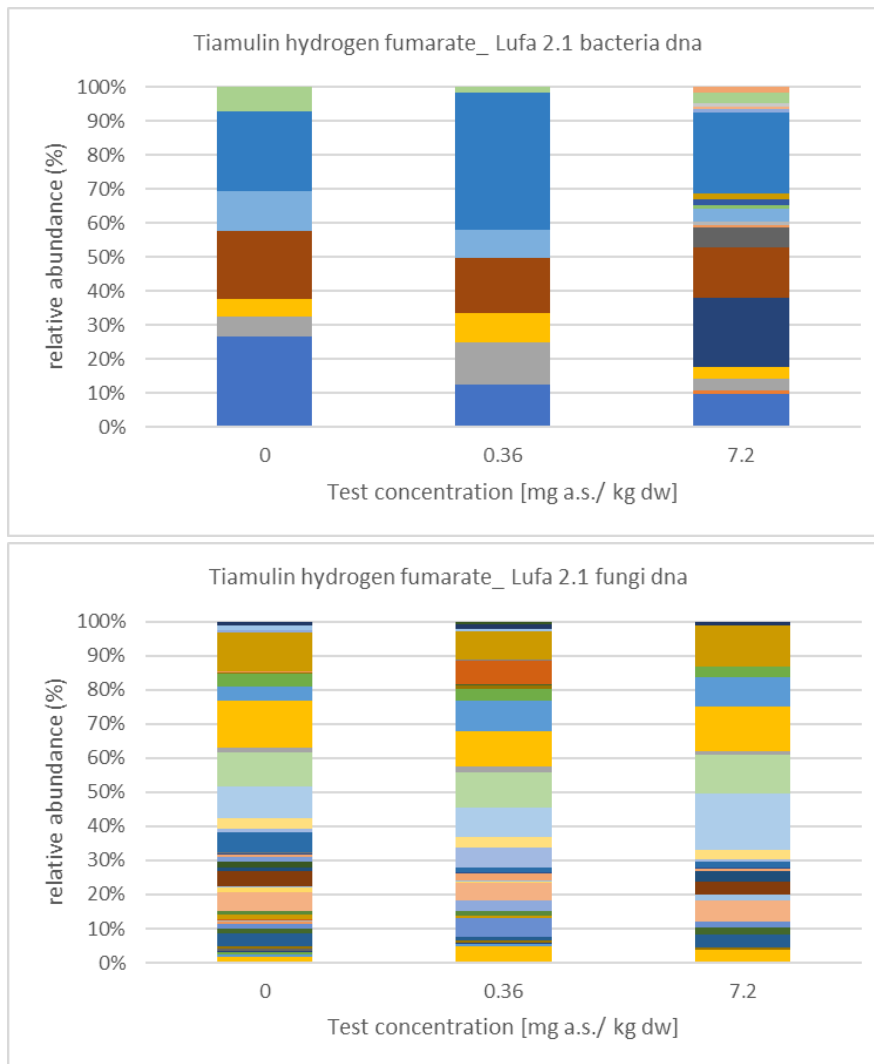 Tiamulin hydrogen fumarate_ Lufa 2.1 bacteria dna
relative abundance (%)
100%
90%
80%
70%
60%
50%
40%
30%
20%
10%
0%
0 0.36 7.2
Test concentration [mg a.s./ kg dw]
Tiamulin hydrogen fumarate_ Lufa 2.1 fungi dna
relative abundance (%)
100%
90%
80%
70%
60%
50%
40%
30%
20%
10%
0%
0 0.36 7.2
Test concentration [mg a.s./ kg dw]